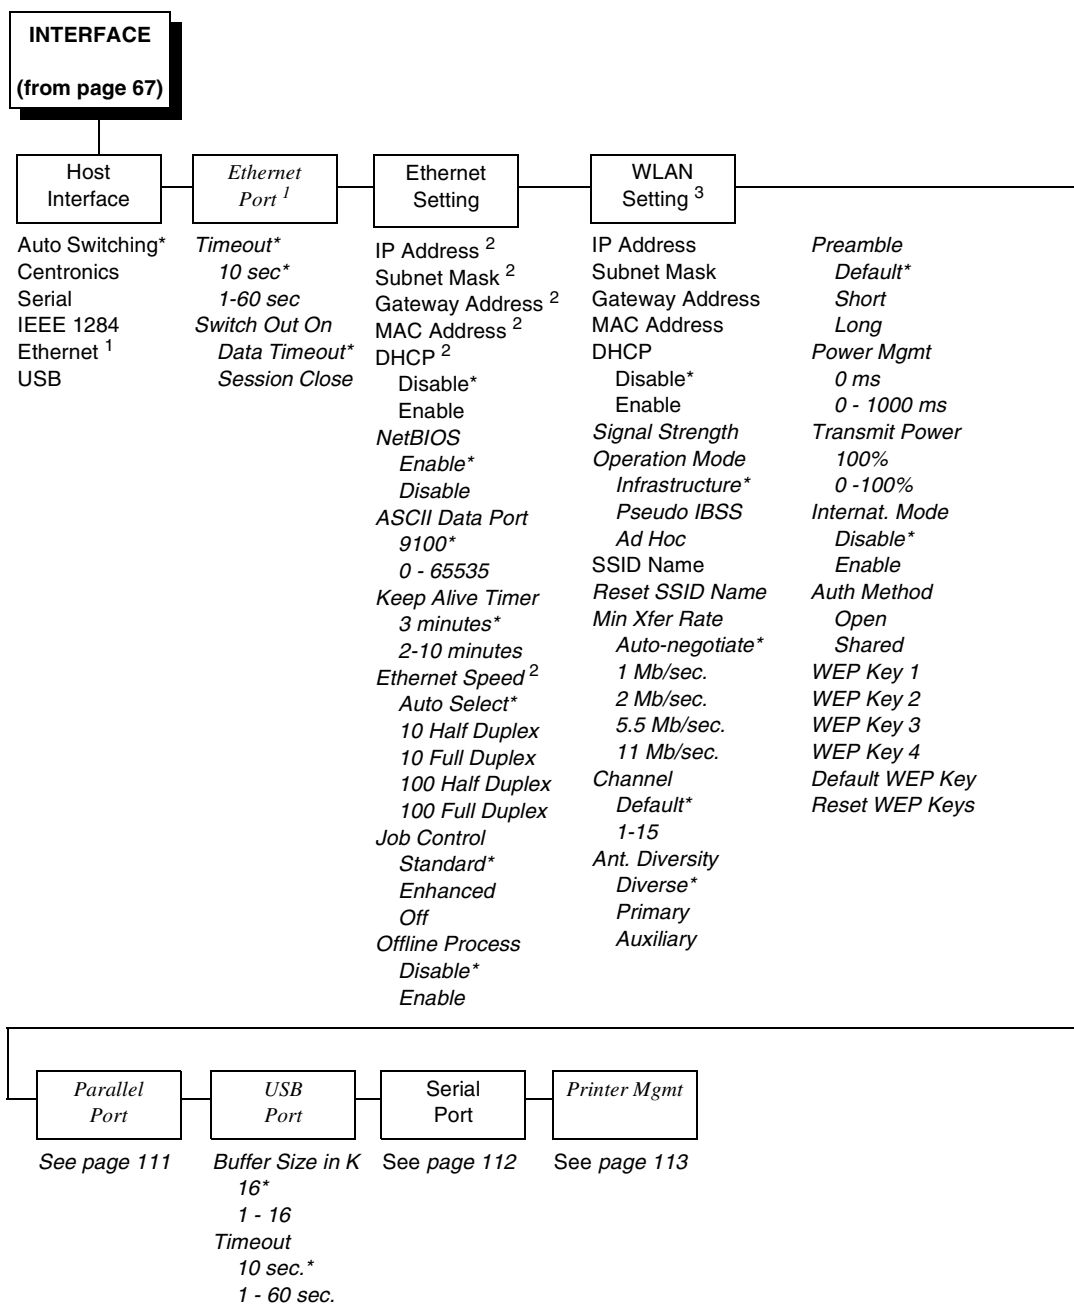 INTERFACE
(from page 67)
Host
Interface
Auto Switching*
Centronics
Serial
IEEE 1284
Ethernet 1
USB
Ethernet
Port 1
Timeout*
10 sec*
1-60 sec
Switch Out On
Data Timeout*
Session Close
Ethernet
Setting
IP Address 2
Subnet Mask 2
Gateway Address 2
MAC Address 2
DHCP 2
Disable*
Enable
NetBIOS
Enable*
Disable
ASCII Data Port
9100*
0 - 65535
Keep Alive Timer
3 minutes*
2-10 minutes
Ethernet Speed 2
Auto Select*
10 Half Duplex
10 Full Duplex
100 Half Duplex
100 Full Duplex
Job Control
Standard*
Enhanced
Off
Offline Process
Disable*
Enable
WLAN
Setting 3
IP Address
Subnet Mask
Gateway Address
MAC Address
DHCP
Disable*
Enable
Signal Strength
Operation Mode
Infrastructure*
Pseudo IBSS
Ad Hoc
SSID Name
Reset SSID Name
Min Xfer Rate
Auto-negotiate*
1 Mb/sec.
2 Mb/sec.
5.5 Mb/sec.
11 Mb/sec.
Channel
Default*
1-15
Ant. Diversity
Diverse*
Primary
Auxiliary
Preamble
Default*
Short
Long
Power Mgmt
0 ms
0 - 1000 ms
Transmit Power
100%
0 -100%
Internat. Mode
Disable*
Enable
Auth Method
Open
Shared
WEP Key 1
WEP Key 2
WEP Key 3
WEP Key 4
Default WEP Key
Reset WEP Keys
Parallel
Port
See page 111
USB
Port
Buffer Size in K
16*
1 - 16
Timeout
10 sec.*
1 - 60 sec.
Serial
Port
See page 112
Printer Mgmt
See page 113